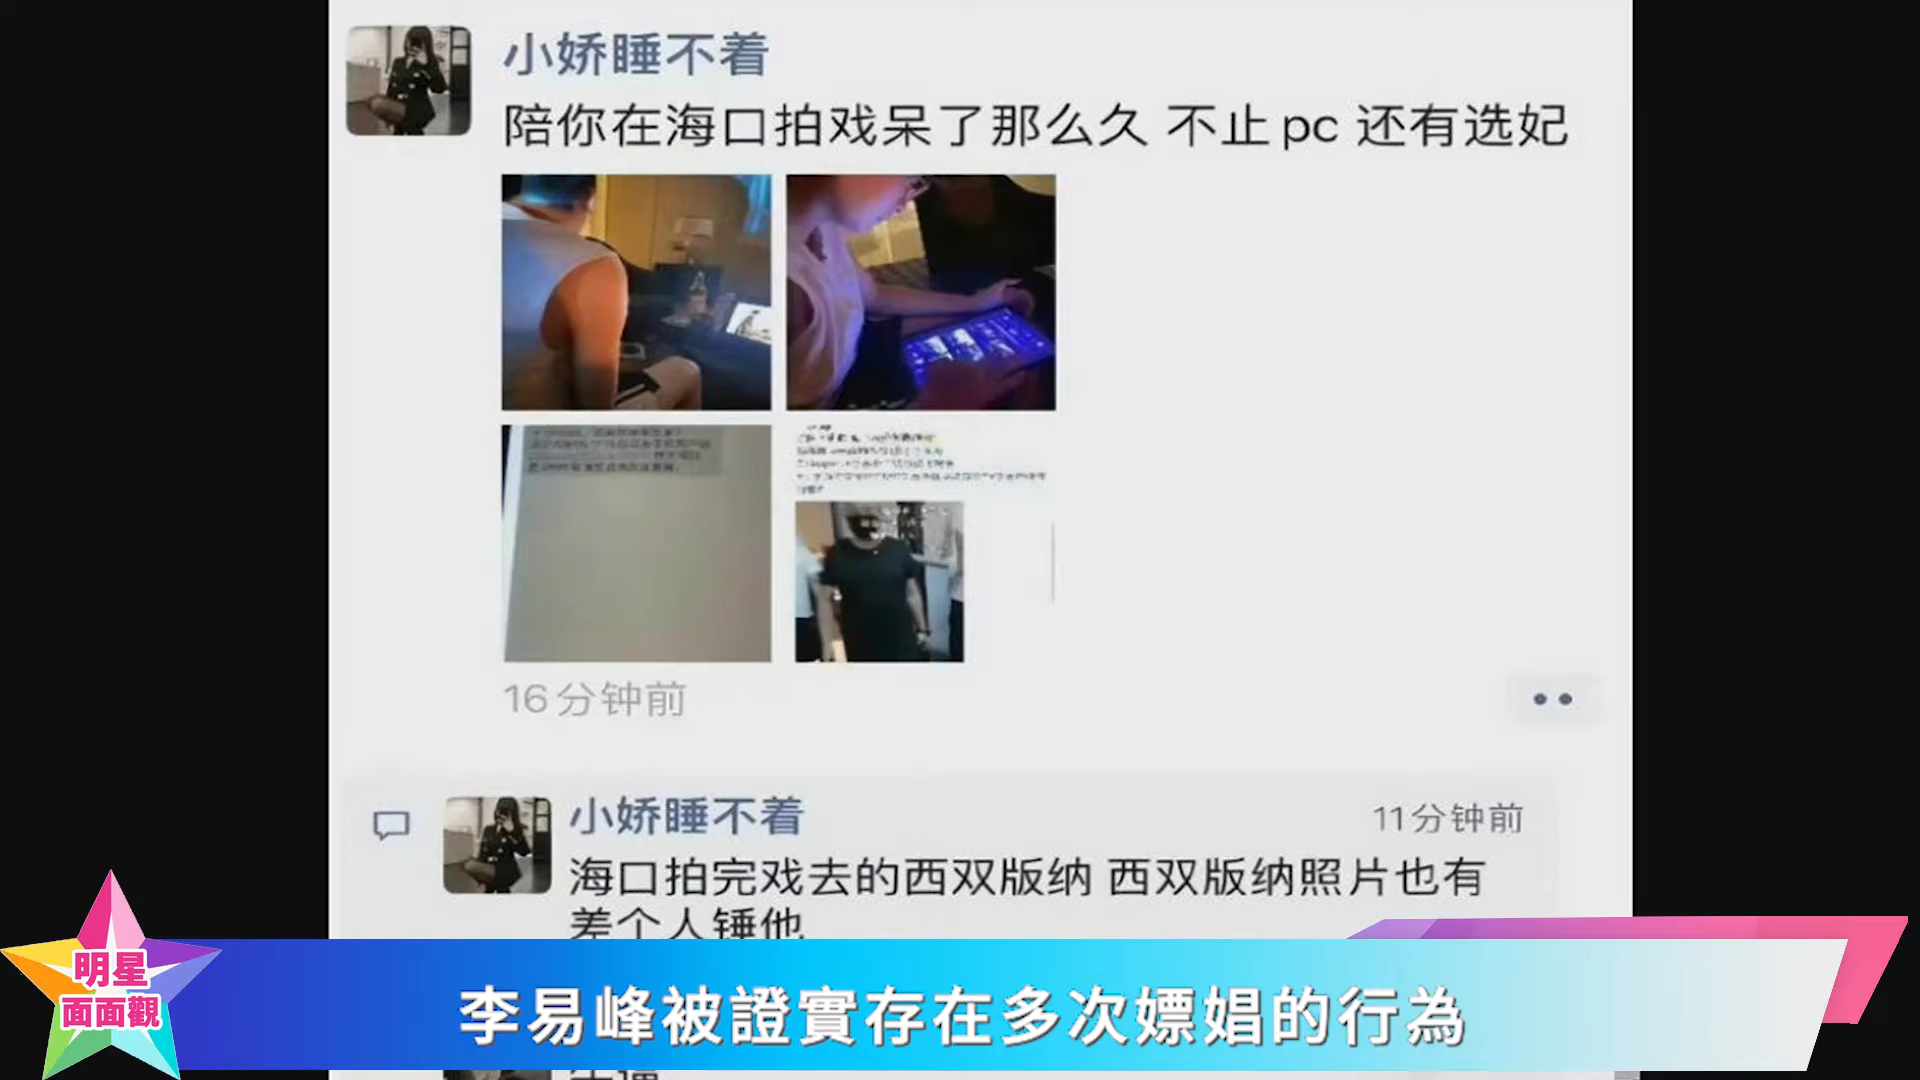 小娇睡不着
陪你在海口拍戏呆了那么久 不止pc 还有选妃
16分钟前
小娇睡不着
11分钟前
海口拍完戏去的西双版纳 西双版纳照片也有
差个人锤他
明星
面面觀
李易峰被證實存在多次嫖娼的行為